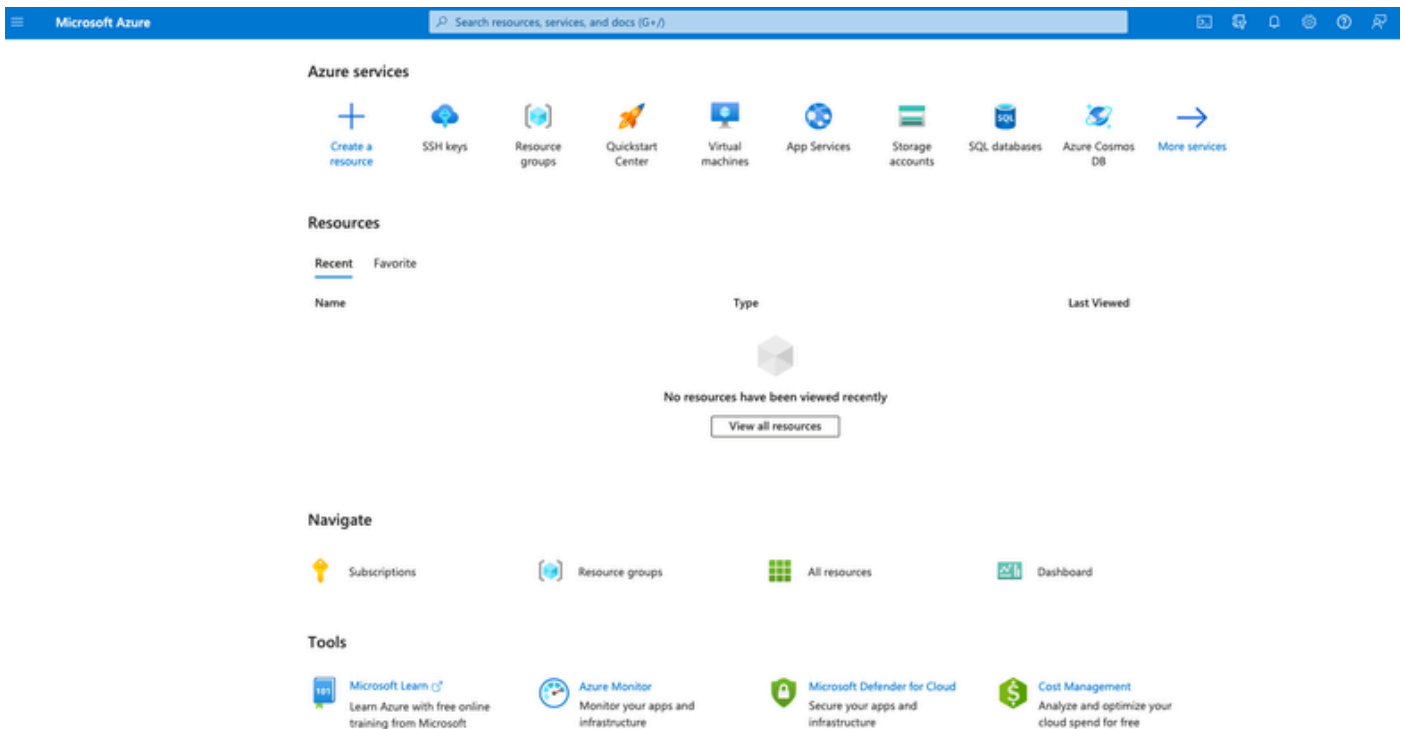 Microsoft Azure
Search resources, services, and docs (G+/)
Azure services
Create a
resource
SSH keys
Resource
groups
Quickstart
Center
Virtual
machines
App Services
Storage
accounts
SQL
SQL databases
Azure Cosmos
DB
More services
Resources
Recent Favorite
Name Type Last Viewed
No resources have been viewed recently
View all resources
Navigate
Subscriptions Resource groups All resources Dashboard
Tools
101
Microsoft Learn
Learn Azure with free online
training from Microsoft
Azure Monitor
Monitor your apps and
infrastructure
Microsoft Defender for Cloud
Secure your apps and
infrastructure
$
Cost Management
Analyze and optimize your
cloud spend for free